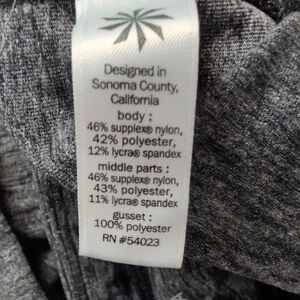 Designed in
Sonoma County,
California
body :
46% supplex® nylon,
42% polyester,
12% lycra® spandex
middle parts :
46% supplex® nylon,
43% polyester,
11% lycra® spandex
gusset :
100% polyester
RN #54023